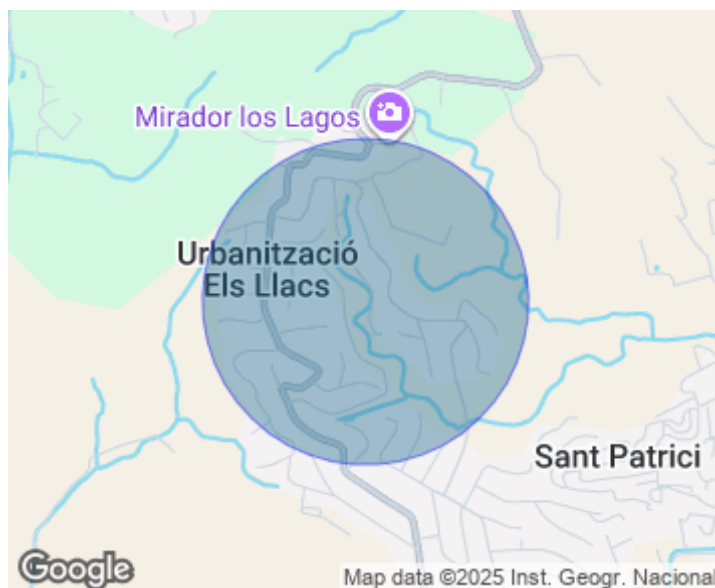 Mirador los Lagos
Urbanització
Els Llacs
Sant Patrici
Google
Map data ©2025 Inst. Geogr. Nacional